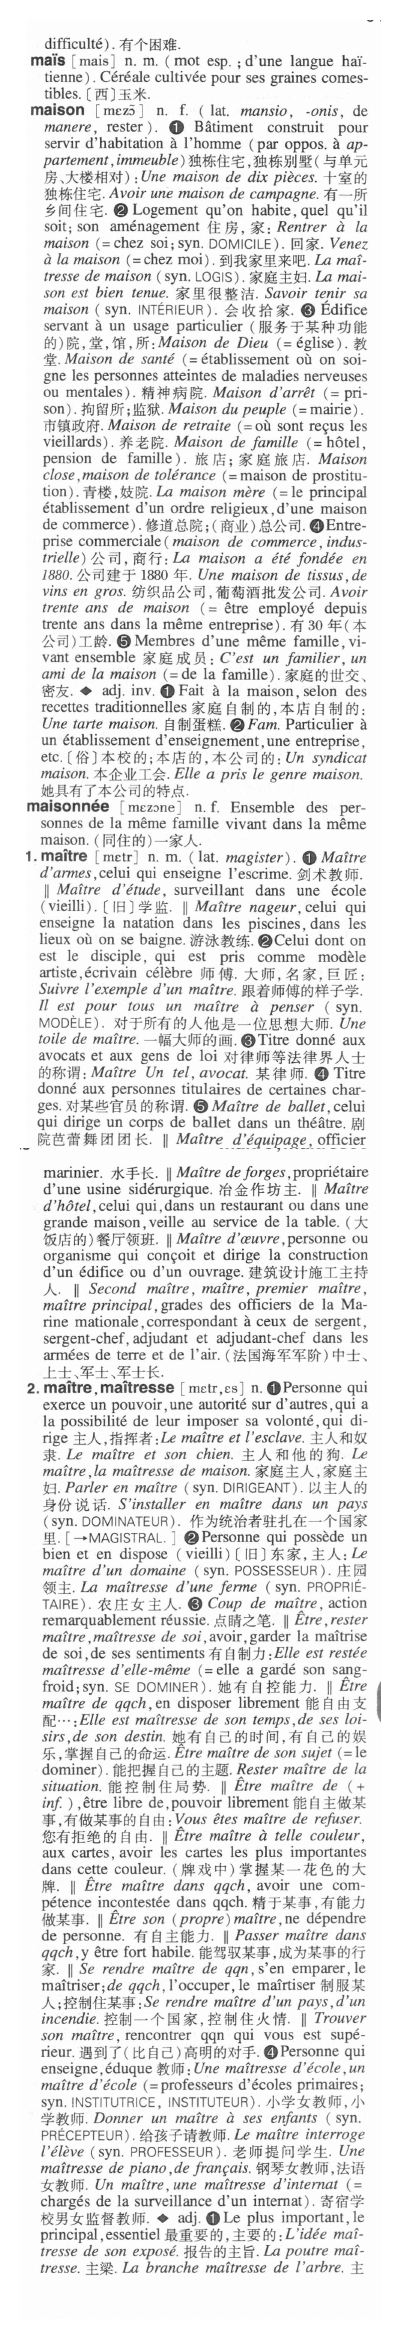 difficulté). 有个困难.
maïs [mais] n. m. (mot esp. ; d'une langue haï-
tienne). Céréale cultivée pour ses graines comes-
tibles. [西]玉米.
maison [mɛzɔ̃] n. f. (lat. mansio, -onis, de
manere, rester). ❶ Bâtiment construit pour
servir d'habitation à l'homme (par oppos. à ap-
partement, immeuble) 独栋住宅,独栋别墅(与单元
房、大楼相对):Une maison de dix pièces. 十室的
独栋住宅. Avoir une maison de campagne. 有一所
乡间住宅. ❷ Logement qu'on habite, quel qu'il
soit; son aménagement 住房, 家: Rentrer à la
maison (= chez soi; syn. DOMICILE). 回家. Venez
à la maison (= chez moi). 到我家里来吧. La maî-
tresse de maison (syn. LOGIS). 家庭主妇. La mai-
son est bien tenue. 家里很整洁. Savoir tenir sa
maison (syn. INTÉRIEUR). 会收拾家. ❸ Édifice
servant à un usage particulier (服务于某种功能
的)院,堂,馆,所: Maison de Dieu (= église). 教
堂. Maison de santé (= établissement où on soi-
gne les personnes atteintes de maladies nerveuses
ou mentales). 精神病院. Maison d'arrêt (= pri-
son). 拘留所;监狱. Maison du peuple (= mairie).
市镇政府. Maison de retraite (= où sont reçus les
vieillards). 养老院. Maison de famille (= hôtel,
pension de famille). 旅店; 家庭旅店. Maison
close, maison de tolérance (= maison de prostitu-
tion). 青楼,妓院. La maison mère (= le principal
établissement d'un ordre religieux, d'une maison
de commerce). 修道总院;(商业)总公司. ❹ Entre-
prise commerciale (maison de commerce, indus-
trielle) 公司, 商行: La maison a été fondée en
1880. 公司建于 1880 年. Une maison de tissus, de
vins en gros. 纺织品公司, 葡萄酒批发公司. Avoir
trente ans de maison (= être employé depuis
trente ans dans la même entreprise). 有 30 年(本
公司)工龄. ❺ Membres d'une même famille, vi-
vant ensemble 家庭成员: C'est un familier, un
ami de la maison (= de la famille). 家庭的世交、
密友. ◆ adj. inv. ❶ Fait à la maison, selon des
recettes traditionnelles 家庭自制的,本店自制的:
Une tarte maison. 自制蛋糕. ❷ Fam. Particulier à
un établissement d'enseignement, une entreprise,
etc. [俗]本校的;本店的,本公司的: Un syndicat
maison. 本企业工会. Elle a pris le genre maison.
她具有了本公司的特点.
maisonnée [mɛzɔne] n. f. Ensemble des per-
sonnes de la même famille vivant dans la même
maison. (同住的)一家人.
1. maître [mɛtr] n. m. (lat. magister). ❶ Maître
d'armes, celui qui enseigne l'escrime. 剑术教师.
‖ Maître d'étude, surveillant dans une école
(vieilli). [旧]学监. ‖ Maître nageur, celui qui
enseigne la natation dans les piscines, dans les
lieux où on se baigne. 游泳教练. ❷ Celui dont on
est le disciple, qui est pris comme modèle
artiste, écrivain célèbre 师傅, 大师, 名家, 巨匠:
Suivre l'exemple d'un maître. 跟着师傅的样子学.
Il est pour tous un maître à penser (syn.
MODÈLE). 对于所有的人他是一位思想大师. Une
toile de maître. 一幅大师的画. ❸ Titre donné aux
avocats et aux gens de loi 对律师等法律界人士
的称谓: Maître Un tel, avocat. 某律师. ❹ Titre
donné aux personnes titulaires de certaines char-
ges. 对某些官员的称谓. ❺ Maître de ballet, celui
qui dirige un corps de ballet dans un théâtre. 剧
院芭蕾舞团团长. ‖ Maître d'équipage, officier
marinier. 水手长. ‖ Maître de forges, propriétaire
d'une usine sidérurgique. 冶金作坊主. ‖ Maître
d'hôtel, celui qui, dans un restaurant ou dans une
grande maison, veille au service de la table. (大
饭店的)餐厅领班. ‖ Maître d'œuvre, personne ou
organisme qui conçoit et dirige la construction
d'un édifice ou d'un ouvrage. 建筑设计施工主持
人. ‖ Second maître, maître, premier maître,
maître principal, grades des officiers de la Ma-
rine mationale, correspondant à ceux de sergent,
sergent-chef, adjudant et adjudant-chef dans les
armées de terre et de l'air. (法国海军军阶)中士、
上士、军士、军士长.
2. maître, maîtresse [mɛtr, ɛs] n. ❶ Personne qui
exerce un pouvoir, une autorité sur d'autres, qui a
la possibilité de leur imposer sa volonté, qui di-
rige 主人,指挥者: Le maître et l'esclave. 主人和奴
隶. Le maître et son chien. 主人和他的狗. Le
maître, la maîtresse de maison. 家庭主人,家庭主
妇. Parler en maître (syn. DIRIGEANT). 以主人的
身份说话. S'installer en maître dans un pays
(syn. DOMINATEUR). 作为统治者驻扎在一个国家
里. [→MAGISTRAL.] ❷ Personne qui possède un
bien et en dispose (vieilli) [旧]东家,主人: Le
maître d'un domaine (syn. POSSESSEUR). 庄园
领主. La maîtresse d'une ferme (syn. PROPRIÉ-
TAIRE). 农庄女主人. ❸ Coup de maître, action
remarquablement réussie. 点睛之笔. ‖ Être, rester
maître, maîtresse de soi, avoir, garder la maîtrise
de soi, de ses sentiments 有自制力: Elle est restée
maîtresse d'elle-même (= elle a gardé son sang-
froid; syn. SE DOMINER). 她有自控能力. ‖ Être
maître de qqch, en disposer librement 能自由支
配…: Elle est maîtresse de son temps, de ses loi-
sirs, de son destin. 她有自己的时间, 有自己的娱
乐,掌握自己的命运. Être maître de son sujet (= le
dominer). 能把握自己的主题. Rester maître de la
situation. 能控制住局势. ‖ Être maître de (+
inf.), être libre de, pouvoir librement 能自主做某
事,有做某事的自由: Vous êtes maître de refuser.
您有拒绝的自由. ‖ Être maître à telle couleur,
aux cartes, avoir les cartes les plus importantes
dans cette couleur. (牌戏中)掌握某一花色的大
牌. ‖ Être maître dans qqch, avoir une com-
pétence incontestée dans qqch. 精于某事,有能力
做某事. ‖ Être son (propre) maître, ne dépendre
de personne. 有自主能力. ‖ Passer maître dans
qqch, y être fort habile. 能驾驭某事,成为某事的行
家. ‖ Se rendre maître de qqn, s'en emparer, le
maîtriser; de qqch, l'occuper, le maîrtiser 制服某
人;控制住某事: Se rendre maître d'un pays, d'un
incendie. 控制一个国家, 控制住火情. ‖ Trouver
son maître, rencontrer qqn qui vous est supé-
rieur. 遇到了(比自己)高明的对手. ❹ Personne qui
enseigne, éduque 教师: Une maîtresse d'école, un
maître d'école (= professeurs d'écoles primaires;
syn. INSTITUTRICE, INSTITUTEUR). 小学女教师,小
学教师. Donner un maître à ses enfants (syn.
PRÉCEPTEUR). 给孩子请教师. Le maître interroge
l'élève (syn. PROFESSEUR). 老师提问学生. Une
maîtresse de piano, de français. 钢琴女教师,法语
女教师. Un maître, une maîtresse d'internat (=
chargés de la surveillance d'un internat). 寄宿学
校男女监督教师. ◆ adj. ❶ Le plus important, le
principal, essentiel 最重要的,主要的: L'idée maî-
tresse de son exposé. 报告的主旨. La poutre maî-
tresse. 主梁. La branche maîtresse de l'arbre. 主